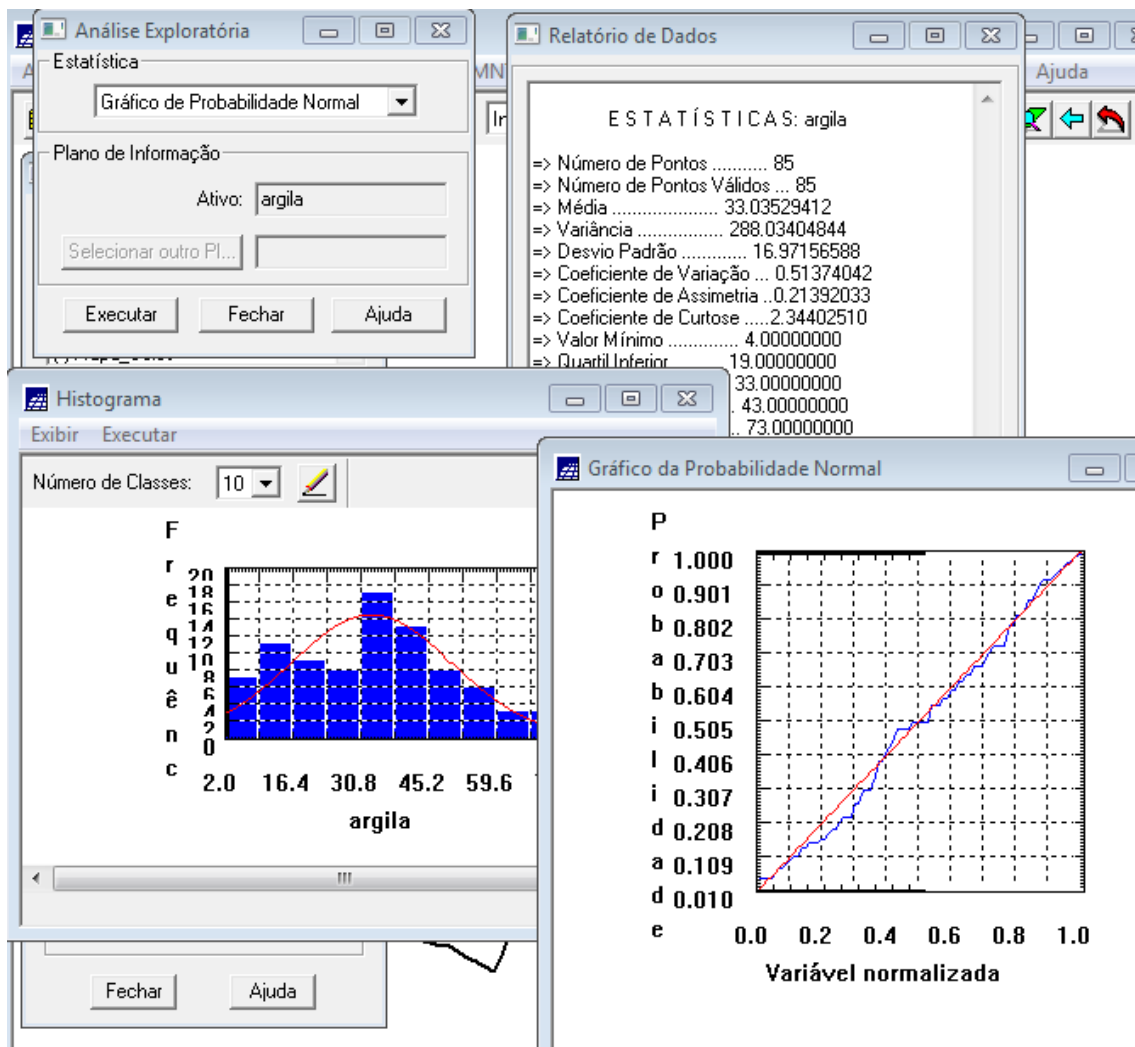 Análise Exploratória
Estatística
Gráfico de Probabilidade Normal
Plano de Informação
Ativo: argila
Selecionar outro PI...
Executar Fechar Ajuda
Relatório de Dados
Ajuda
E S T A T Í S T I C A S: argila
=> Número de Pontos ........... 85
=> Número de Pontos Válidos ... 85
=> Média ..................... 33.03529412
=> Variância ................. 288.03404844
=> Desvio Padrão ............. 16.97156588
=> Coeficiente de Variação ... 0.51374042
=> Coeficiente de Assimetria ..0.21392033
=> Coeficiente de Curtose .....2.34402510
=> Valor Mínimo .............. 4.00000000
=> Quartil Inferior 19.00000000
33.00000000
. 43.00000000
.. 73.00000000
Histograma
Exibir Executar
Número de Classes: 10
Frequênc
20
18
16
14
12
10
8
6
4
2
0
2.0 16.4 30.8 45.2 59.6
argila
Fechar Ajuda
Gráfico da Probabilidade Normal
Probabilidade
1.000
0.901
0.802
0.703
0.604
0.505
0.406
0.307
0.208
0.109
0.010
0.0 0.2 0.4 0.6 0.8 1.0
Variável normalizada